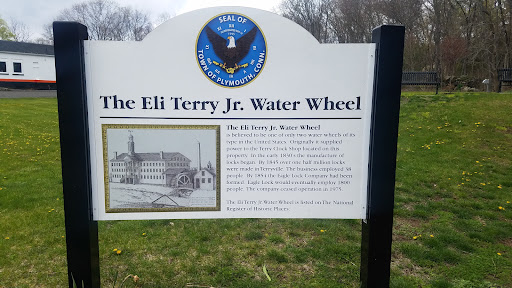 SEAL OF
TOWN OF PLYMOUTH, CONN.
The Eli Terry Jr. Water Wheel
The Eli Terry Jr. Water Wheel
is believed to be one of only two water wheels of its
type in the United States. Originally it supplied
power to the Terry Clock Shop located on this
property. In the early 1830's the manufacture of
locks began. By 1845 over one half million locks
were made in Terryville. The business employed 38
people. By 1854 the Eagle Lock Company had been
formed. Eagle Lock would eventually employ 1800
people. The company ceased operation in 1975.
The Eli Terry Jr Water Wheel is listed on The National
Register of Historic Places.